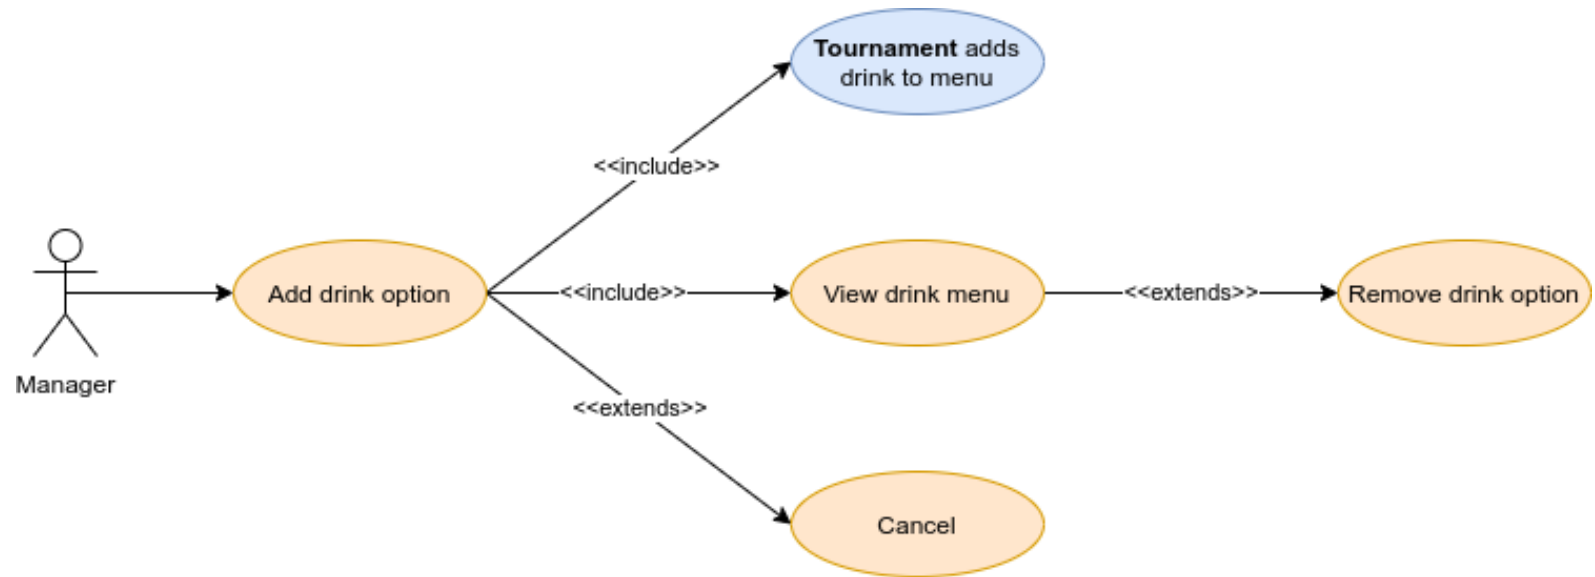 Tournament adds
drink to menu
<<include>>
Add drink option
<<include>>
View drink menu
<<extends>>
Remove drink option
Manager
<<extends>>
Cancel